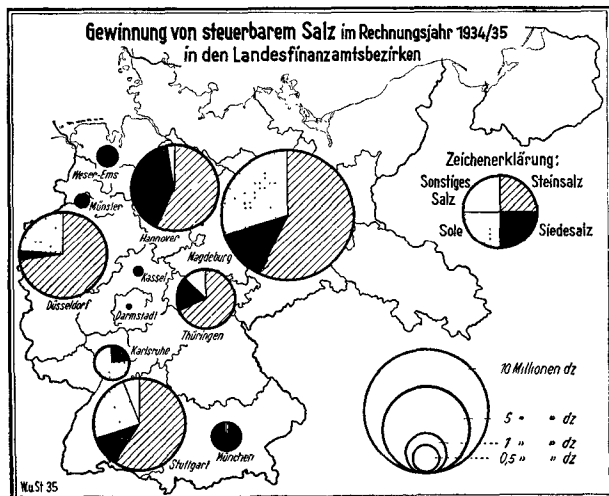 Gewinnung von steuerbarem Salz im Rechnungsjahr 1934/35
in den Landesfinanzamtsbezirken
Zeichenerklärung:
Sonstiges Salz
Steinsalz
Sole
Siedesalz
Weser-Ems
Münster
Hannover
Magdeburg
Düsseldorf
Kassel
Darmstadt
Thüringen
Karlsruhe
Stuttgart
München
10 Millionen dz
5 " " dz
1 " " dz
0,5 " " dz
W.u.St 35